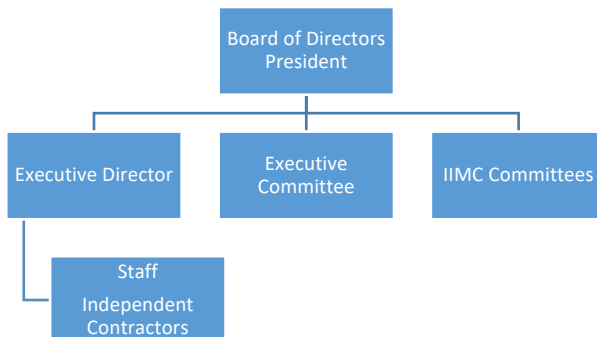 Board of Directors
President
Executive Director
Executive
Committee
IIMC Committees
Staff
Independent
Contractors